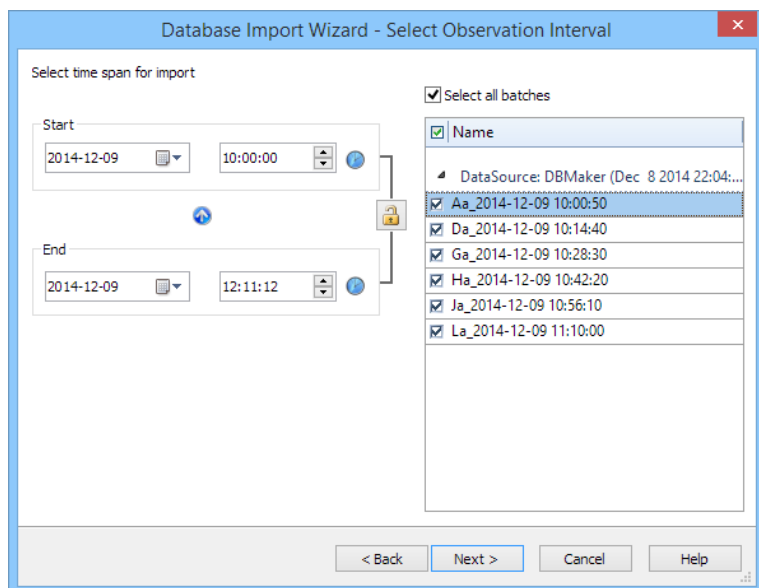 Database Import Wizard - Select Observation Interval
Select time span for import
Start
2014-12-09 10:00:00
End
2014-12-09 12:11:12
Select all batches
Name
DataSource: DBMaker (Dec 8 2014 22:04:...
Aa_2014-12-09 10:00:50
Da_2014-12-09 10:14:40
Ga_2014-12-09 10:28:30
Ha_2014-12-09 10:42:20
Ja_2014-12-09 10:56:10
La_2014-12-09 11:10:00
< Back Next > Cancel Help